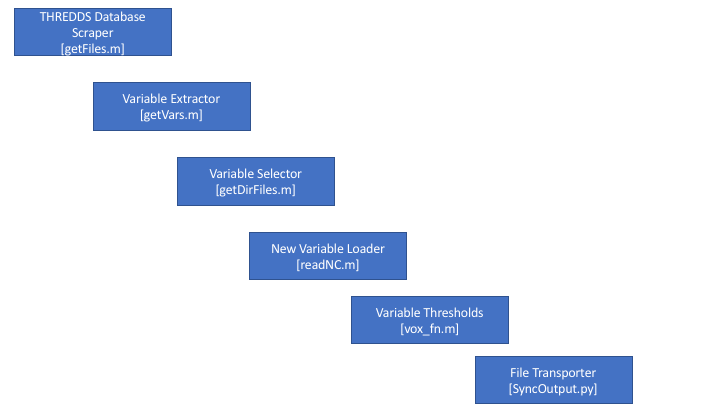 THREDDS Database
Scraper
[getFiles.m]
Variable Extractor
[getVars.m]
Variable Selector
[getDirFiles.m]
New Variable Loader
[readNC.m]
Variable Thresholds
[vox_fn.m]
File Transporter
[SyncOutput.py]